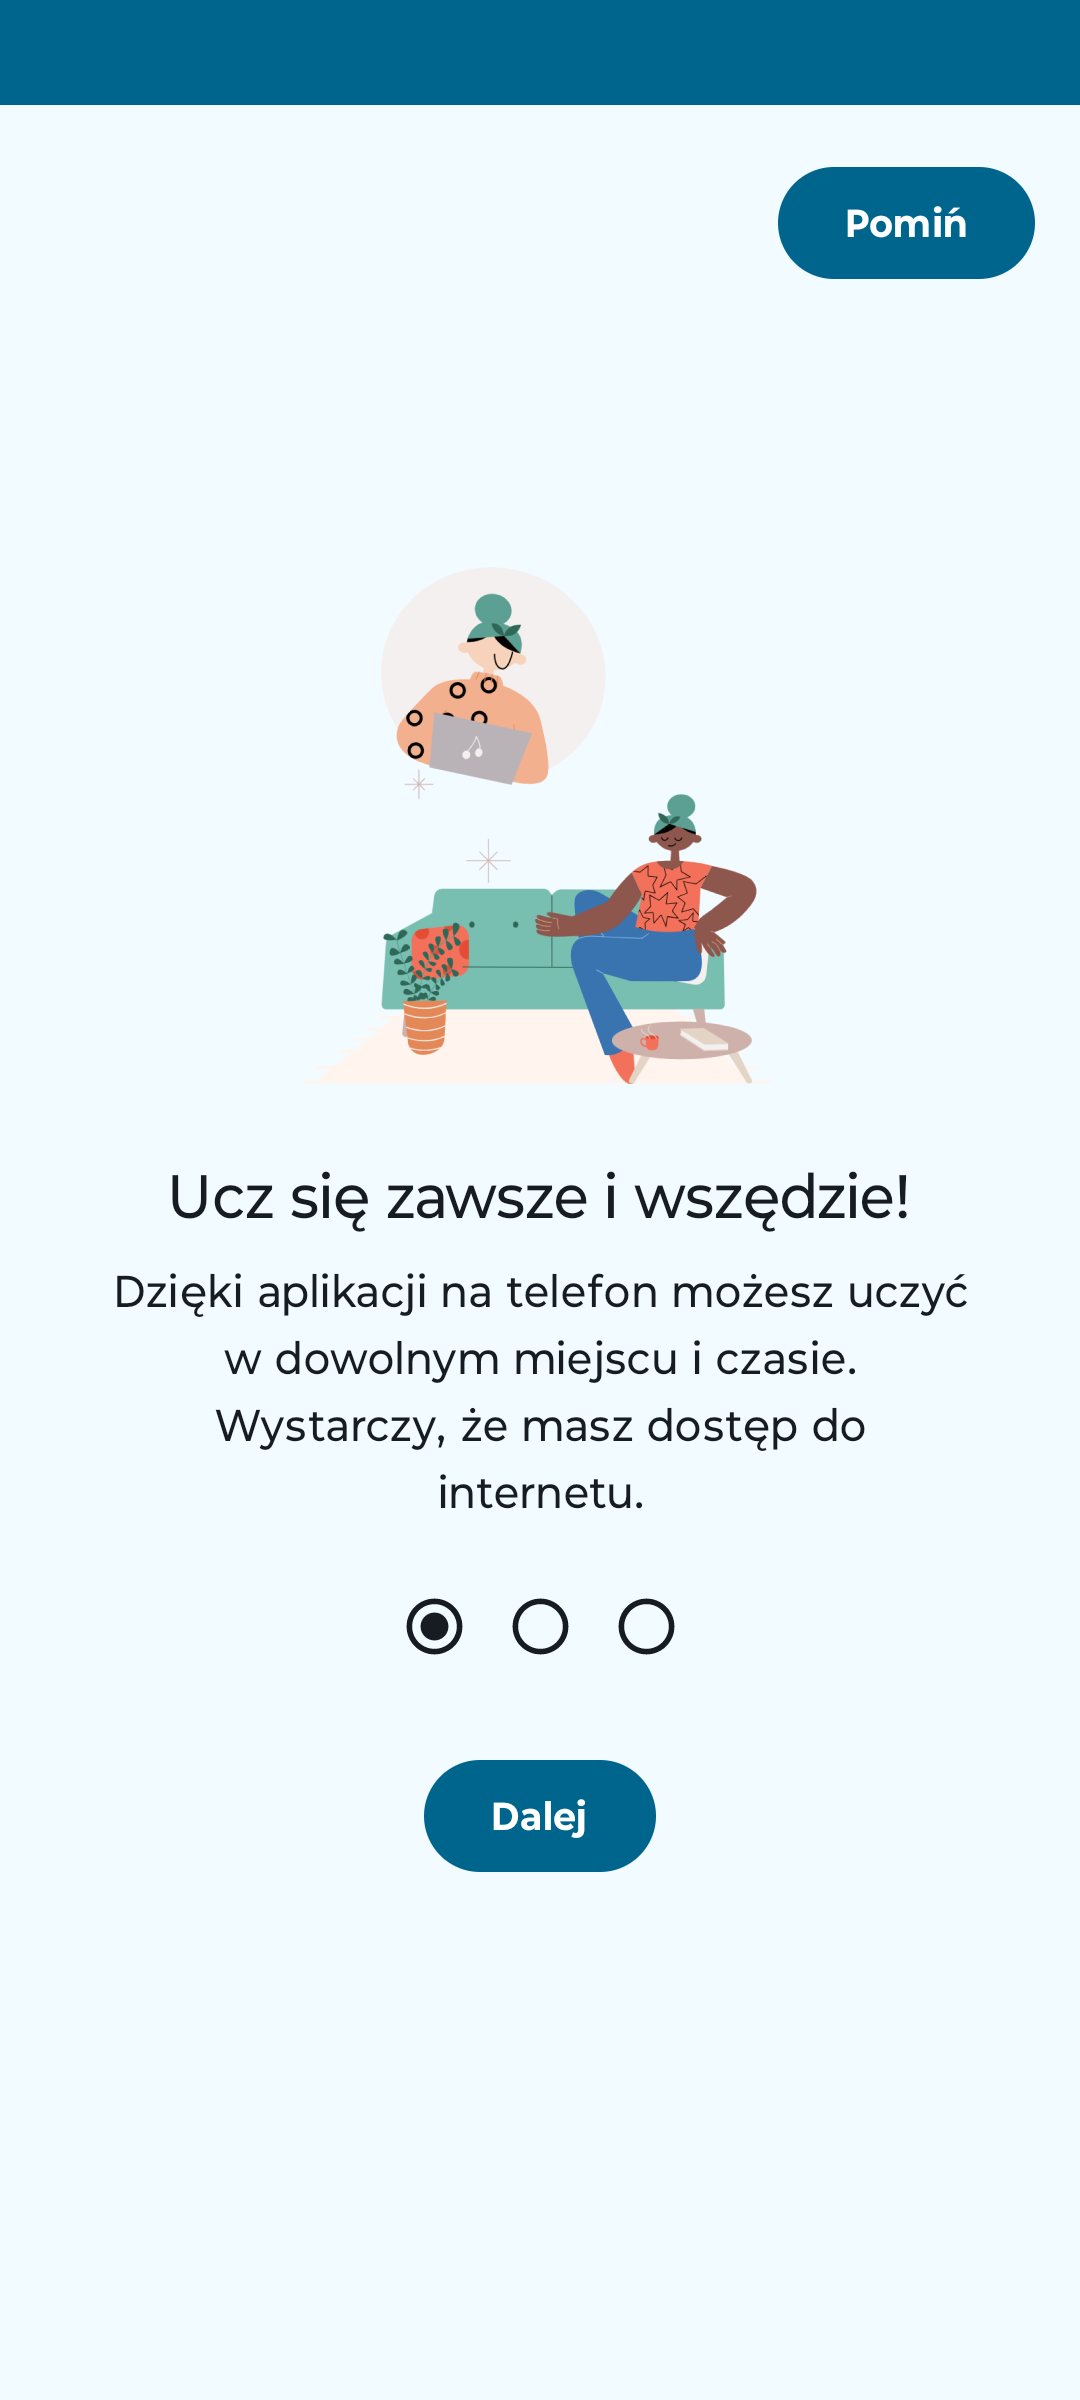 Pomiń
Ucz się zawsze i wszędzie!
Dzięki aplikacji na telefon możesz uczyć
w dowolnym miejscu i czasie.
Wystarczy, że masz dostęp do
internetu.
Dalej